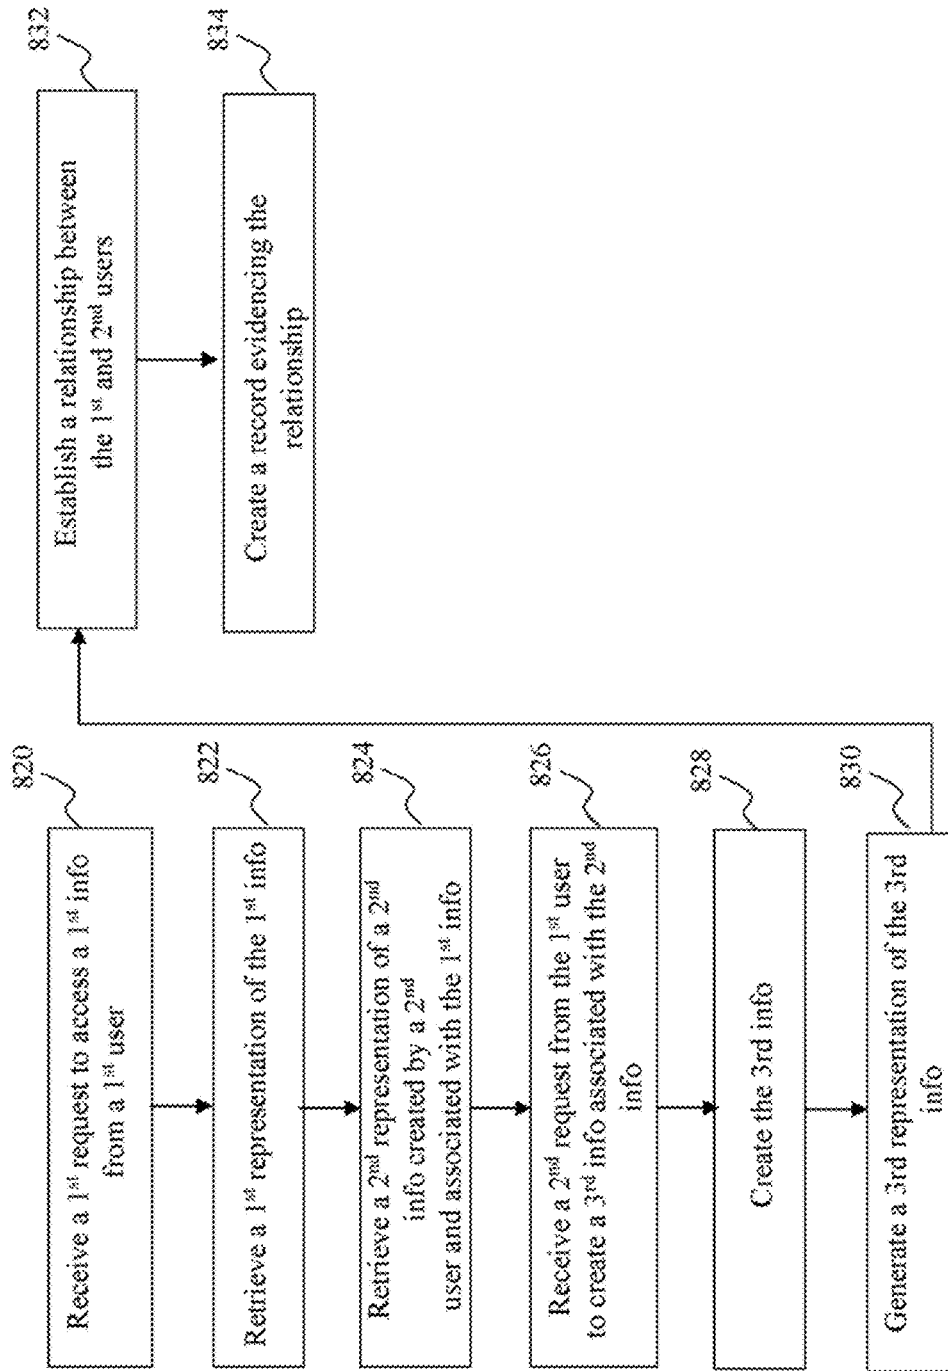 820
Receive a 1st request to access a 1st info
from a 1st user
822
Retrieve a 1st representation of the 1st info
824
Retrieve a 2nd representation of a 2nd
info created by a 2nd
user and associated with the 1st info
826
Receive a 2nd request from the 1st user
to create a 3rd info associated with the 2nd
info
828
Create the 3rd info
830
Generate a 3rd representation of the 3rd
info
832
Establish a relationship between
the 1st and 2nd users
834
Create a record evidencing the
relationship